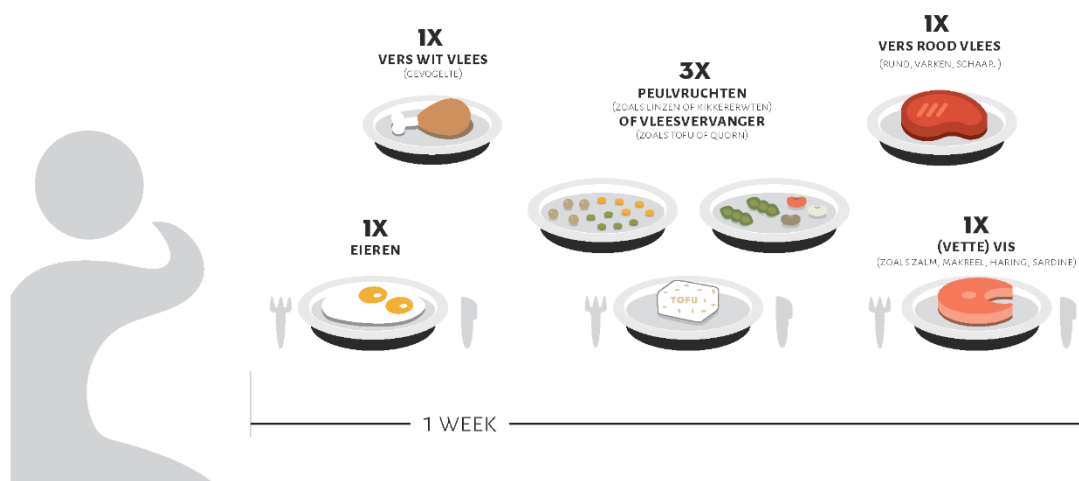 1X
VERS WIT VLEES
(GEVOGELTE)
1X
EIEREN
3X
PEULVRUCHTEN
(ZOALS LINZEN OF KIKKERERWTEN)
OF VLEESVERVANGER
(ZOALS TOFU OF QUORN)
TOFU
1X
VERS ROOD VLEES
(RUND, VARKEN, SCHAAP..)
1X
(VETTE) VIS
(ZOALS ZALM, MAKREEL, HARING, SARDINE)
1 WEEK